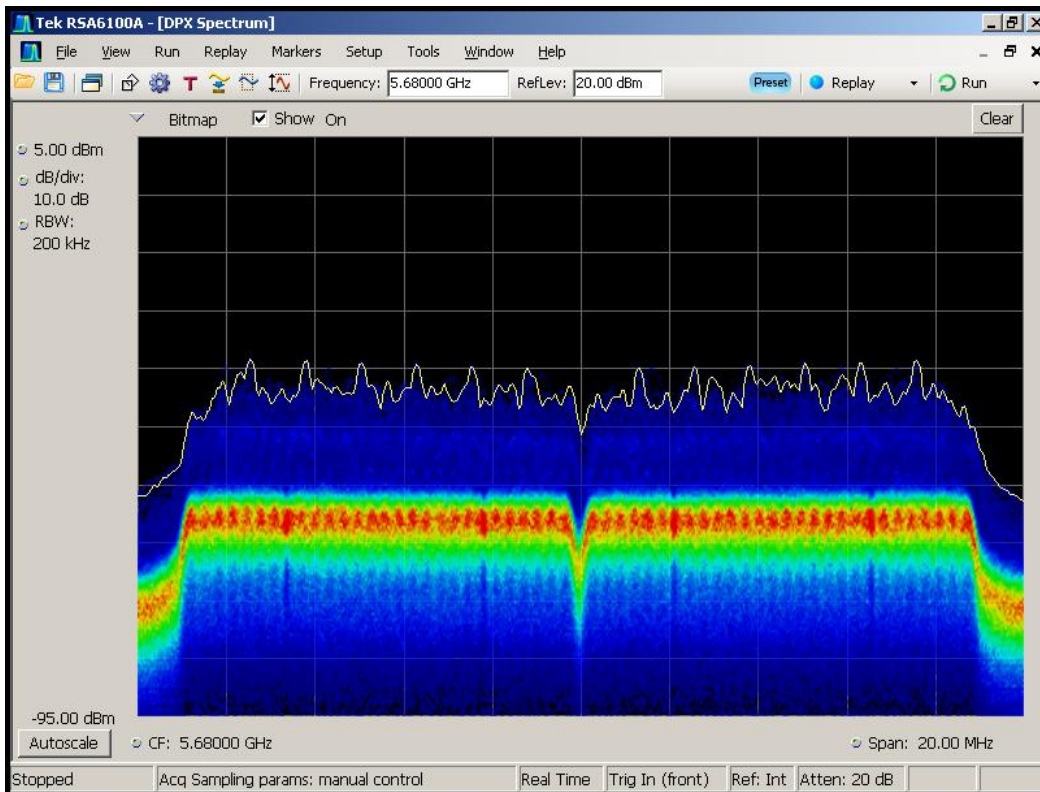 Tek RSA6100A - [DPX Spectrum]
File View Run Replay Markers Setup Tools Window Help
T Frequency: 5.68000 GHz RefLev: 20.00 dBm Preset Replay Run
Bitmap Show On Clear
5.00 dBm
dB/div:
10.0 dB
RBW:
200 kHz
-95.00 dBm
Autoscale CF: 5.68000 GHz Span: 20.00 MHz
Stopped Acq Sampling params: manual control Real Time Trig In (front) Ref: Int Atten: 20 dB